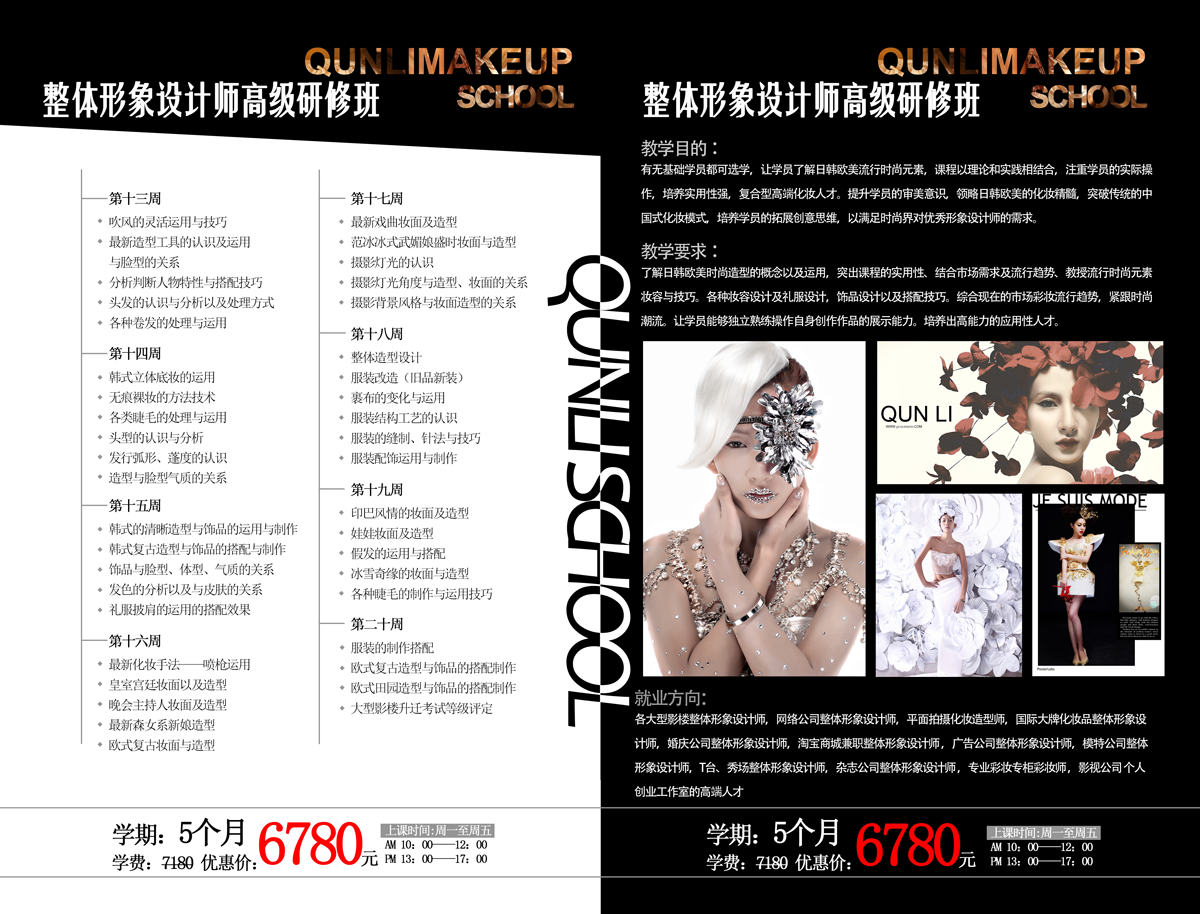 QUNLIMAKEUP
SCHOOL
整体形象设计师高级研修班
第十三周
吹风的灵活运用与技巧
最新造型工具的认识及运用
与脸型的关系
分析判断人物特性与搭配技巧
头发的认识与分析以及处理方式
各种卷发的处理与运用
第十四周
韩式立体底妆的运用
无痕裸妆的方法技术
各类睫毛的处理与运用
头型的认识与分析
发行弧形、蓬度的认识
造型与脸型气质的关系
第十五周
韩式的清晰造型与饰品的运用与制作
韩式复古造型与饰品的搭配与制作
饰品与脸型、体型、气质的关系
发色的分析以及与皮肤的关系
礼服披肩的运用的搭配效果
第十六周
最新化妆手法——喷枪运用
皇室宫廷妆面以及造型
晚会主持人妆面及造型
最新森女系新娘造型
欧式复古妆面与造型
第十七周
最新戏曲妆面及造型
范冰冰式武媚娘盛时妆面与造型
摄影灯光的认识
摄影灯光角度与造型、妆面的关系
摄影背景风格与妆面造型的关系
第十八周
整体造型设计
服装改造（旧品新装）
裹布的变化与运用
服装结构工艺的认识
服装的缝制、针法与技巧
服装配饰运用与制作
第十九周
印巴风情的妆面及造型
娃娃妆面及造型
假发的运用与搭配
冰雪奇缘的妆面与造型
各种睫毛的制作与运用技巧
第二十周
服装的制作搭配
欧式复古造型与饰品的搭配制作
欧式田园造型与饰品的搭配制作
大型影楼升迁考试等级评定
QUNLISCHOOL
学期：5个月
学费：7180 优惠价：6780元
上课时间：周一至周五
AM 10：00——12：00
PM 13：00——17：00
QUNLIMAKEUP
SCHOOL
整体形象设计师高级研修班
教学目的：
有无基础学员都可选学，让学员了解日韩欧美流行时尚元素，课程以理论和实践相结合，注重学员的实际操
作，培养实用性强，复合型高端化妆人才。提升学员的审美意识，领略日韩欧美的化妆精髓，突破传统的中
国式化妆模式，培养学员的拓展创意思维，以满足时尚界对优秀形象设计师的需求。
教学要求：
了解日韩欧美时尚造型的概念以及运用，突出课程的实用性、结合市场需求及流行趋势、教授流行时尚元素
妆容与技巧。各种妆容设计及礼服设计，饰品设计以及搭配技巧。综合现在的市场彩妆流行趋势，紧跟时尚
潮流。让学员能够独立熟练操作自身创作作品的展示能力。培养出高能力的应用性人才。
QUN LI
JE SUIS MODE
就业方向：
各大型影楼整体形象设计师，网络公司整体形象设计师，平面拍摄化妆造型师，国际大牌化妆品整体形象设
计师，婚庆公司整体形象设计师，淘宝商城兼职整体形象设计师，广告公司整体形象设计师，模特公司整体
形象设计师，T台、秀场整体形象设计师，杂志公司整体形象设计师，专业彩妆专柜彩妆师，影视公司个人
创业工作室的高端人才
学期：5个月
学费：7180 优惠价：6780元
上课时间：周一至周五
AM 10：00——12：00
PM 13：00——17：00